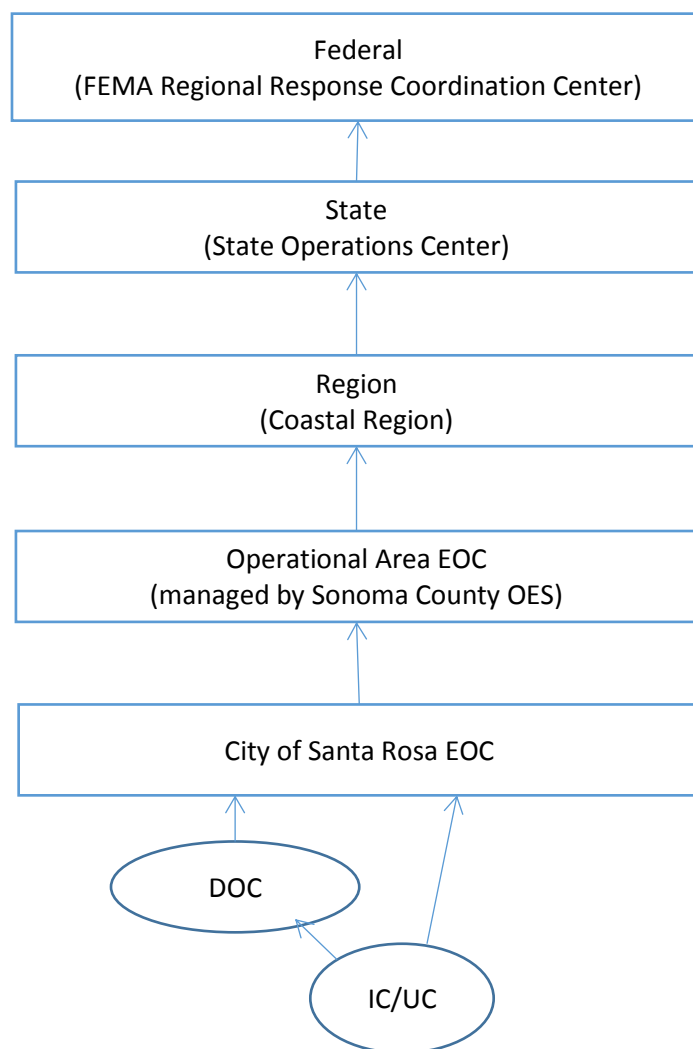 Federal
(FEMA Regional Response Coordination Center)
State
(State Operations Center)
Region
(Coastal Region)
Operational Area EOC
(managed by Sonoma County OES)
City of Santa Rosa EOC
DOC
IC/UC